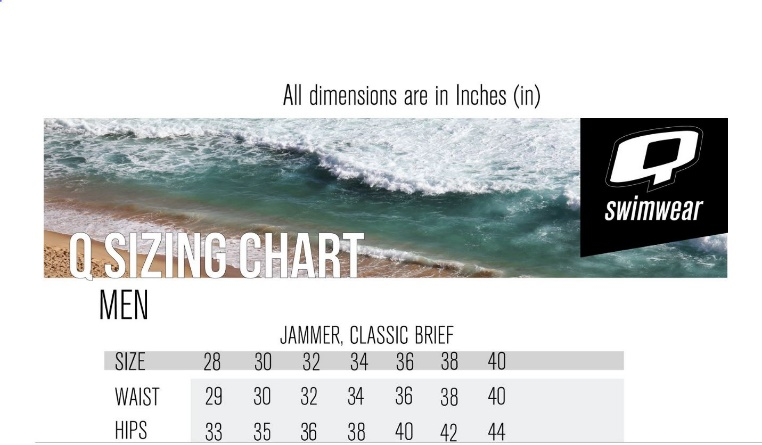 All dimensions are in Inches (in)
Q
swimwear
Q SIZING CHART
MEN
JAMMER, CLASSIC BRIEF
SIZE 28 30 32 34 36 38 40
WAIST 29 30 32 34 36 38 40
HIPS 33 35 36 38 40 42 44